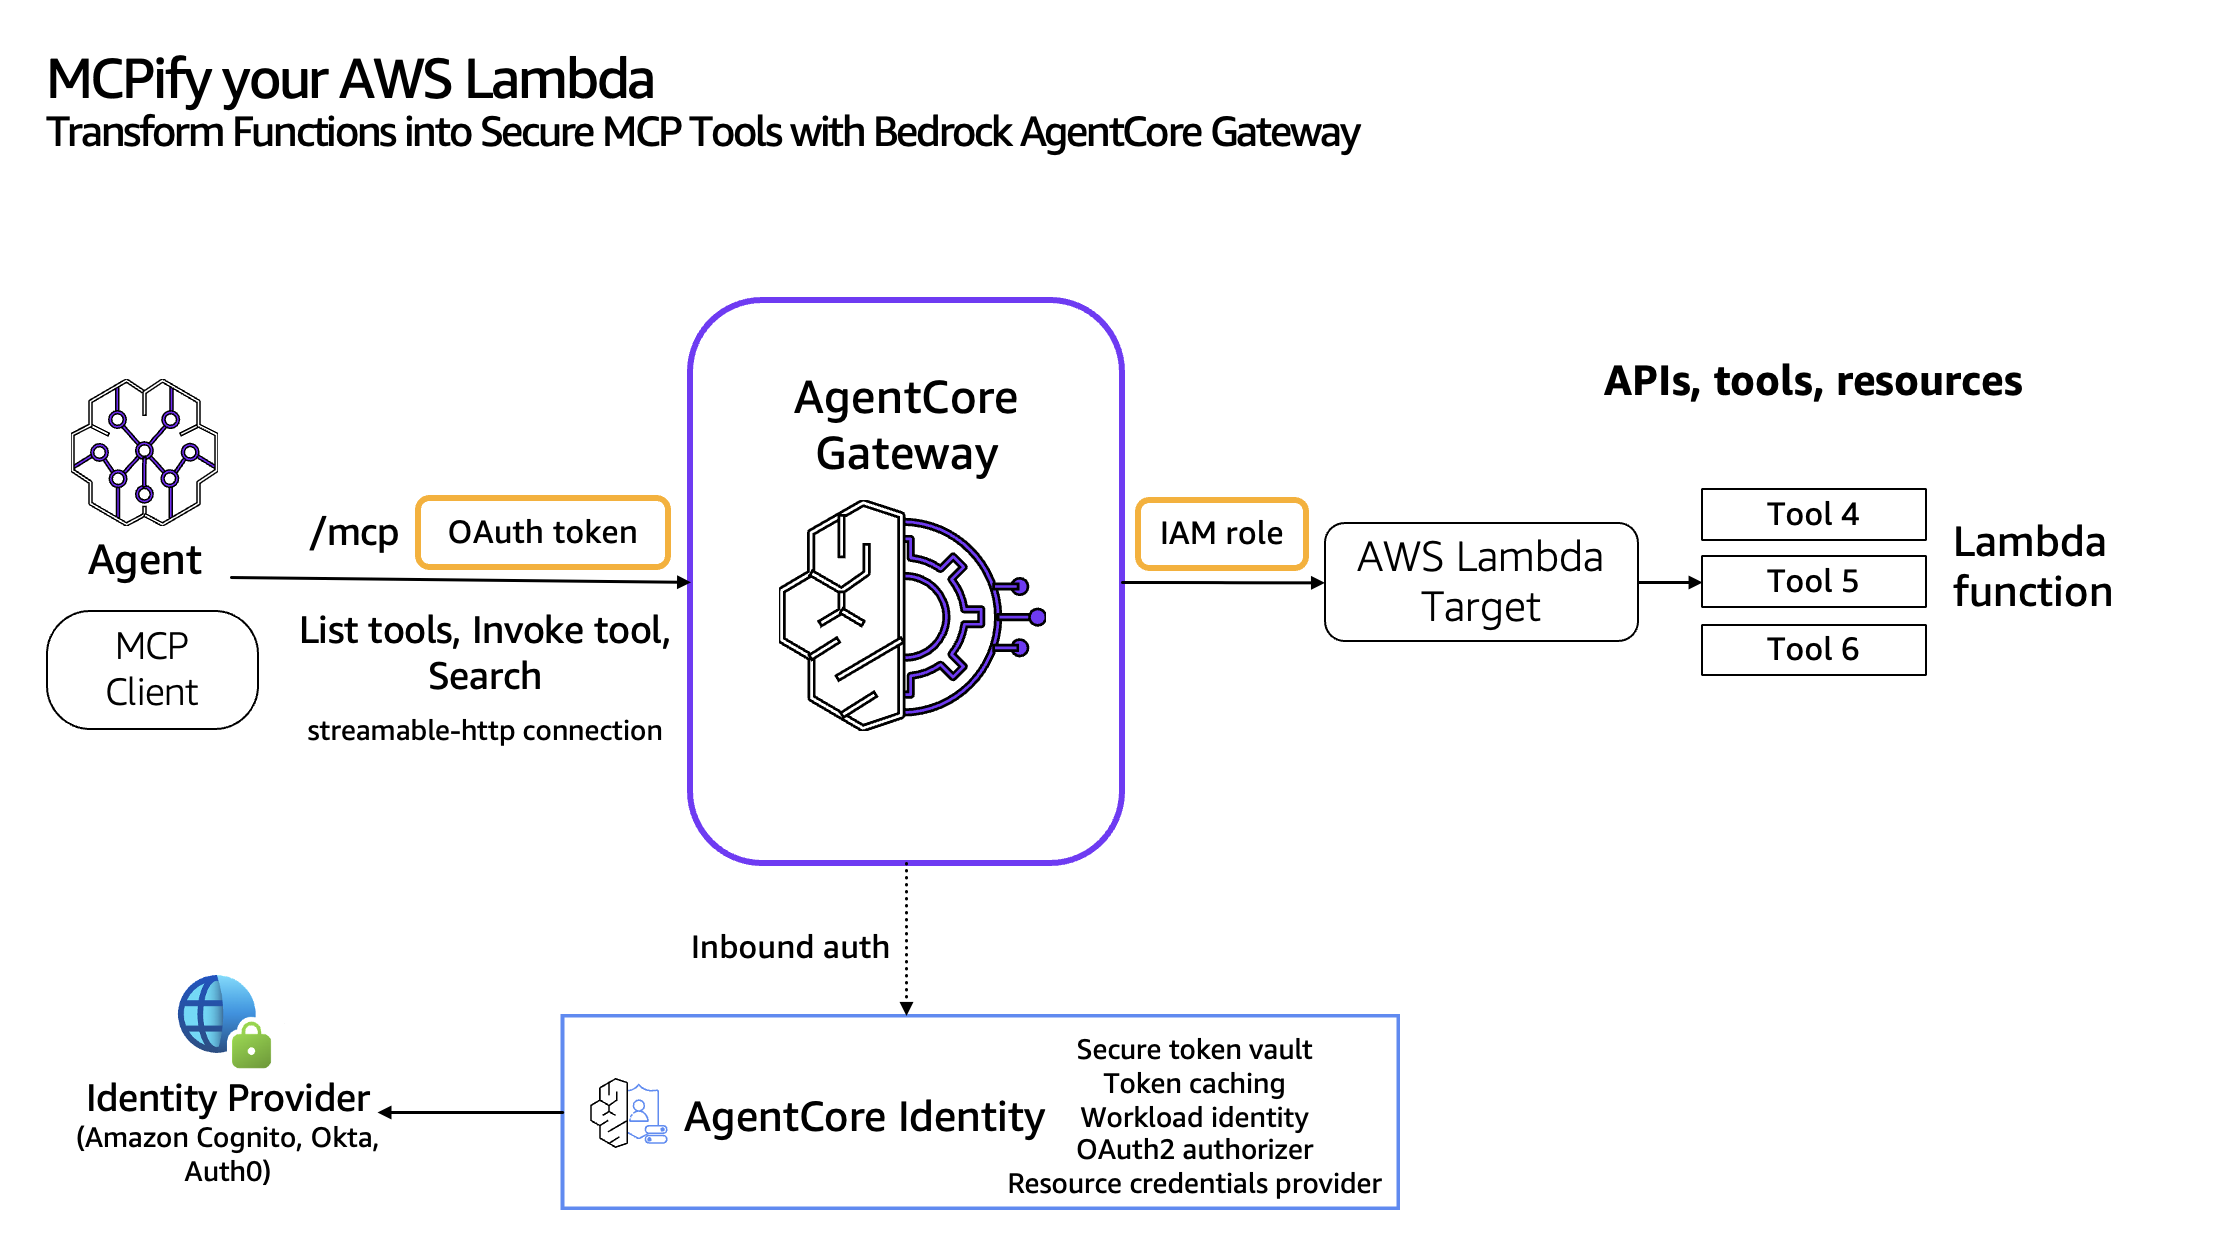 MCPify your AWS Lambda
Transform Functions into Secure MCP Tools with Bedrock AgentCore Gateway
Agent
MCP
Client
/mcp
OAuth token
List tools, Invoke tool,
Search
streamable-http connection
AgentCore
Gateway
IAM role
AWS Lambda
Target
APIs, tools, resources
Tool 4
Tool 5
Tool 6
Lambda
function
Inbound auth
Identity Provider
(Amazon Cognito, Okta,
Auth0)
AgentCore Identity
Secure token vault
Token caching
Workload identity
OAuth2 authorizer
Resource credentials provider